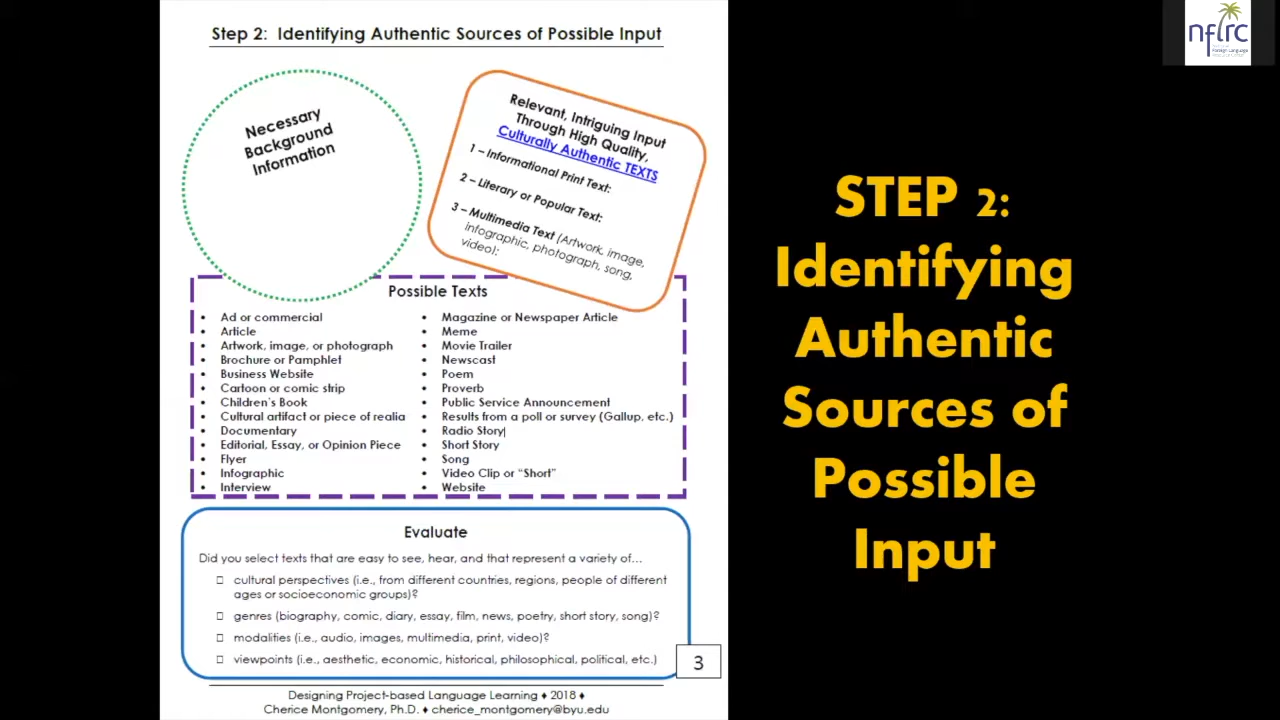 Step 2: Identifying Authentic Sources of Possible Input
Necessary
Background
Information
Relevant, Intriguing Input
Through High Quality,
Culturally Authentic TEXTS
1 – Informational Print Text:
2 – Literary or Popular Text:
3 – Multimedia Text (Artwork, image,
infographic, photograph, song,
video):
Possible Texts
• Ad or commercial
• Article
• Artwork, image, or photograph
• Brochure or Pamphlet
• Business Website
• Cartoon or comic strip
• Children's Book
• Cultural artifact or piece of realia
• Documentary
• Editorial, Essay, or Opinion Piece
• Flyer
• Infographic
• Interview
• Magazine or Newspaper Article
• Meme
• Movie Trailer
• Newscast
• Poem
• Proverb
• Public Service Announcement
• Results from a poll or survey (Gallup, etc.)
• Radio Story
• Short Story
• Song
• Video Clip or “Short”
• Website
Evaluate
Did you select texts that are easy to see, hear, and that represent a variety of…
□ cultural perspectives (i.e., from different countries, regions, people of different
ages or socioeconomic groups)?
□ genres (biography, comic, diary, essay, film, news, poetry, short story, song)?
□ modalities (i.e., audio, images, multimedia, print, video)?
□ viewpoints (i.e., aesthetic, economic, historical, philosophical, political, etc.)
3
Designing Project-based Language Learning ♦ 2018 ♦
Cherice Montgomery, Ph.D. ♦ cherice_montgomery@byu.edu
STEP 2:
Identifying
Authentic
Sources of
Possible
Input
nflrc